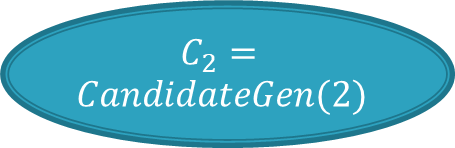 C₂ =
CandidateGen(2)